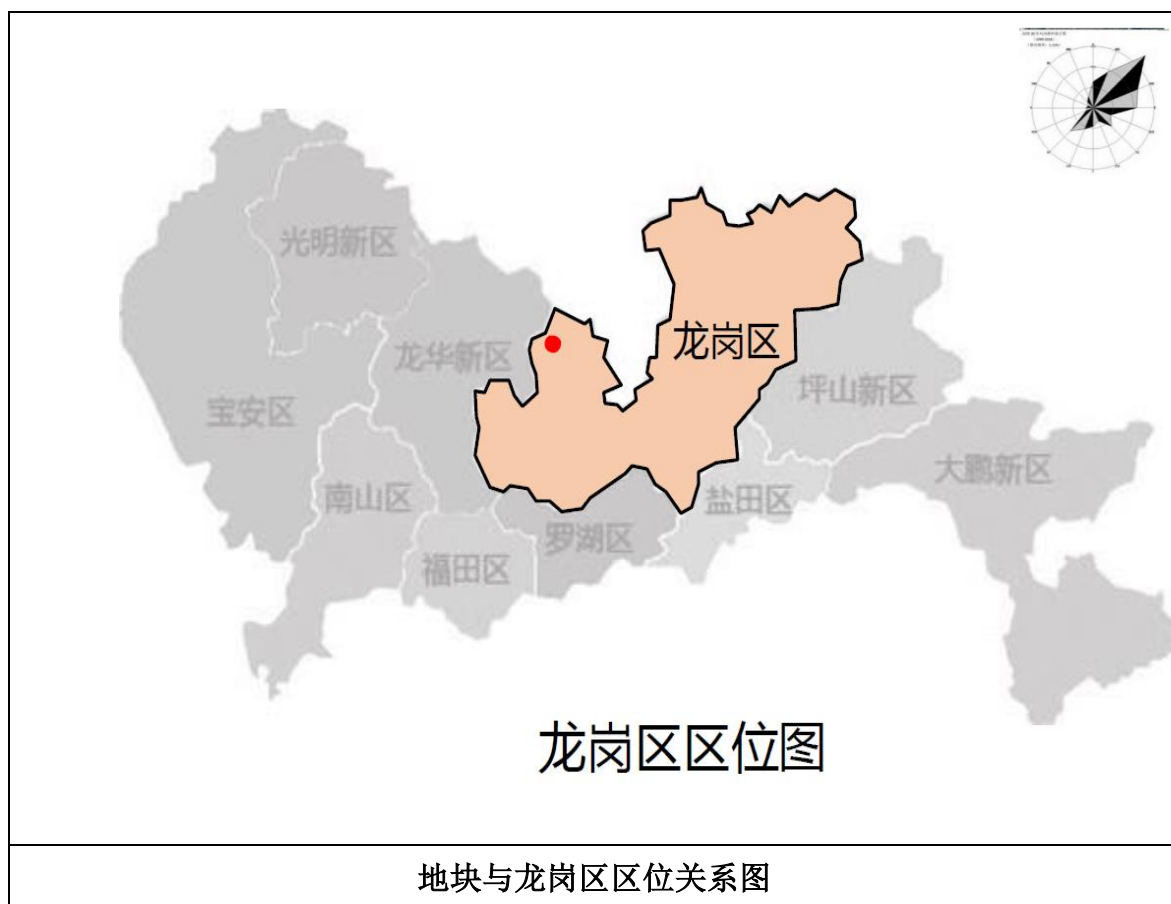 光明新区
龙华新区
龙岗区
宝安区
坪山新区
南山区
大鹏新区
盐田区
罗湖区
福田区
龙岗区区位图
地块与龙岗区区位关系图